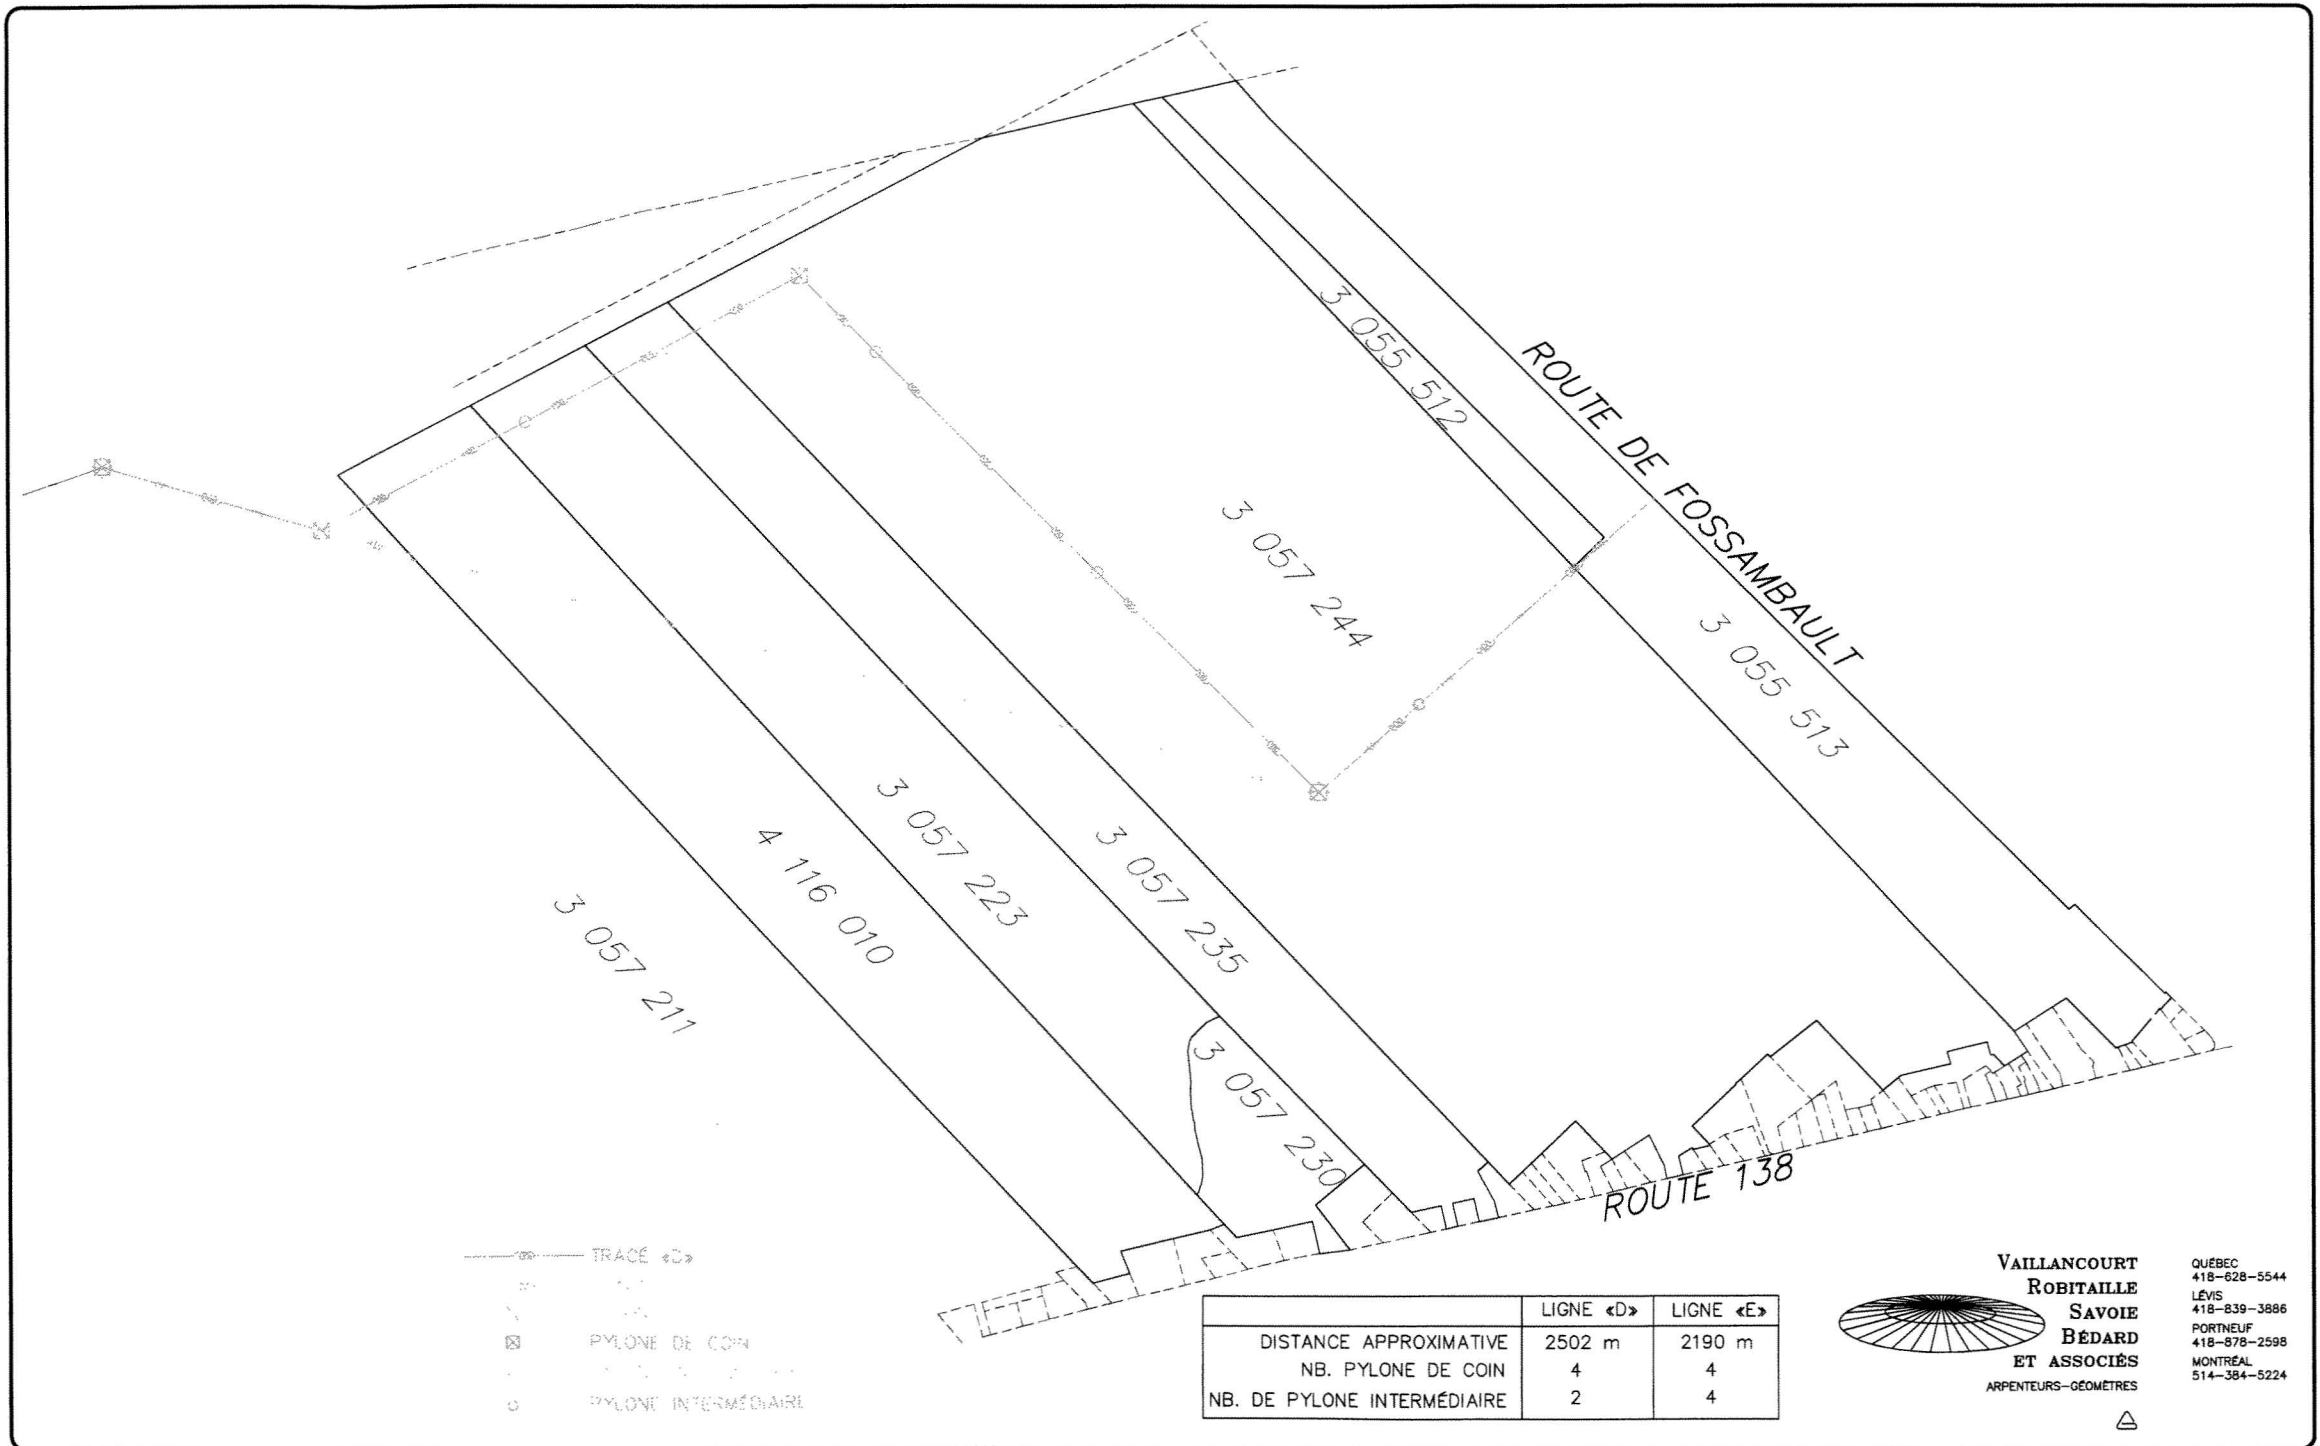 3 055 512
ROUTE DE FOSSAMBAULT
3 057 244
3 055 513
3 057 223
4 116 010
3 057 235
3 057 211
3 057 230
ROUTE 138
TRACÉ
PYLONE DE COIN
PYLONE INTERMÉDIAIRE
LIGNE «D» LIGNE «E»
DISTANCE APPROXIMATIVE 2502 m 2190 m
NB. PYLONE DE COIN 4 4
NB. DE PYLONE INTERMÉDIAIRE 2 4
VAILLANCOURT
ROBITAILLE
SAVOIE
BÉDARD
ET ASSOCIÉS
ARPENTEURS-GÉOMÈTRES
QUÉBEC
418-628-5544
LÉVIS
418-839-3886
PORTNEUF
418-878-2598
MONTRÉAL
514-384-5224